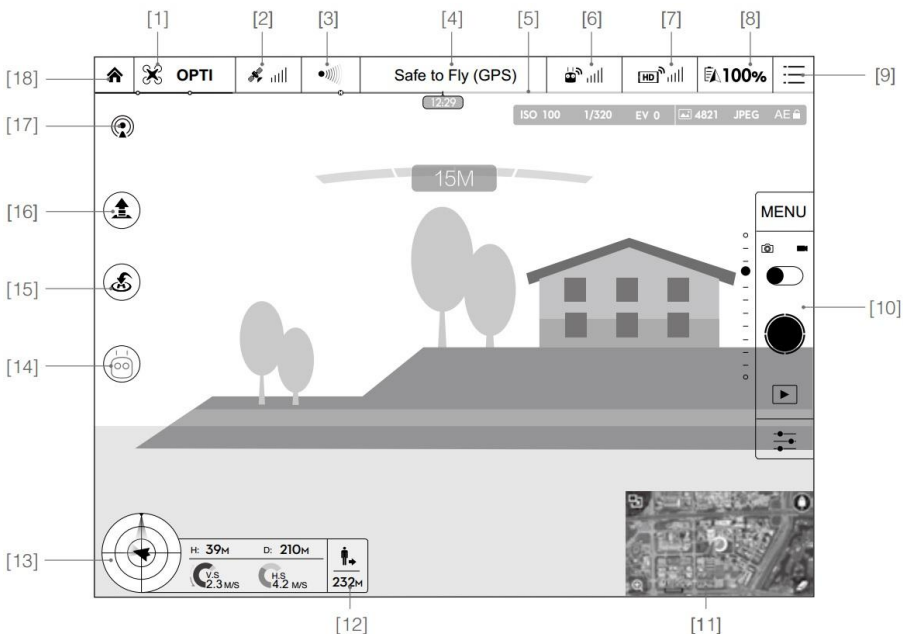 [1] [2] [3] [4] [5] [6] [7] [8]
[18] OPTI Safe to Fly (GPS) HD 100% [9]
12:29
[17] ISO 100 1/320 EV 0 4821 JPEG AE
15M
[16] MENU
[15]
[10]
[14]
H
[13] H: 39M D: 210M
V.S 2.3 M/S H.S 4.2 M/S 232M
[12] [11]